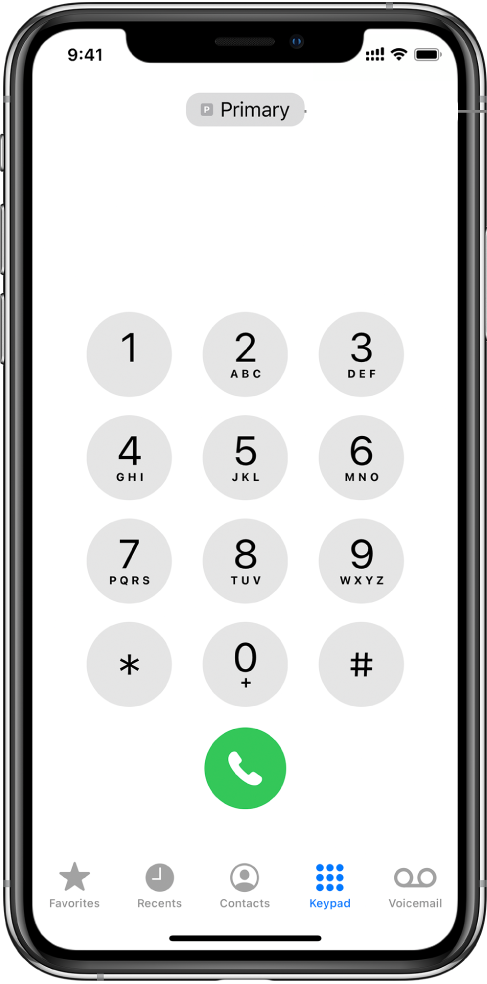 9:41
P Primary
1 2 3
ABC DEF
4 5 6
GHI JKL MNO
7 8 9
PQRS TUV WXYZ
* 0 #
+
Favorites Recents Contacts Keypad Voicemail